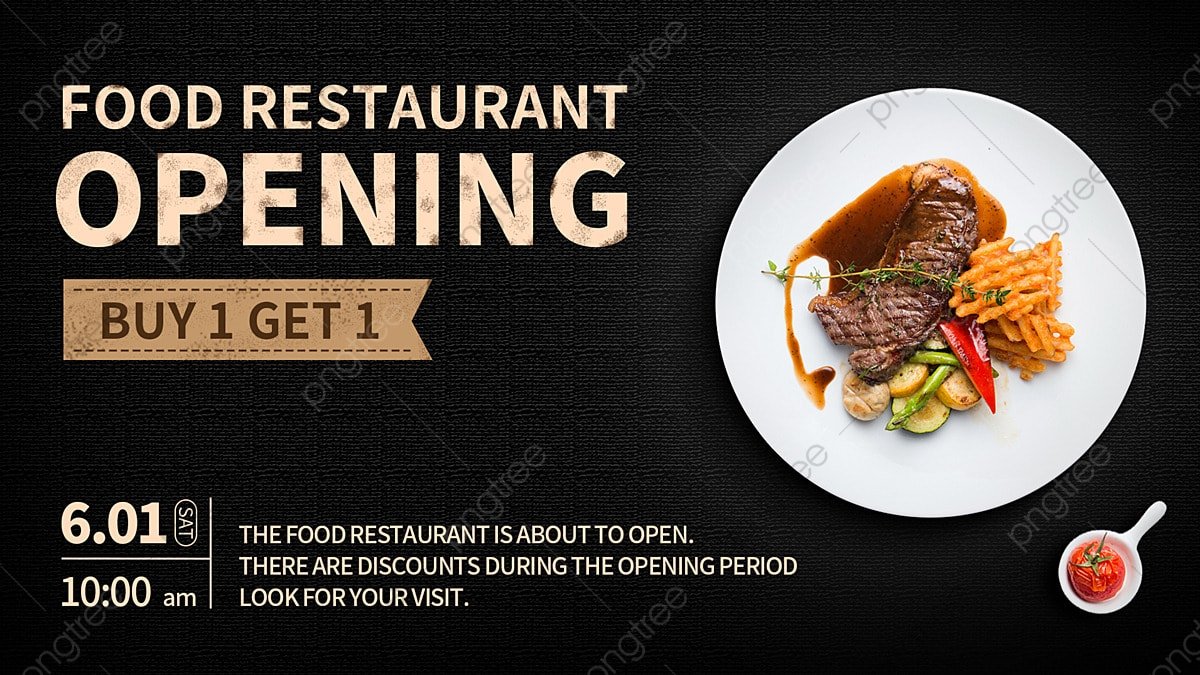 FOOD RESTAURANT
OPENING
BUY 1 GET 1
6.01 SAT
10:00 am
THE FOOD RESTAURANT IS ABOUT TO OPEN.
THERE ARE DISCOUNTS DURING THE OPENING PERIOD
LOOK FOR YOUR VISIT.
pngtree